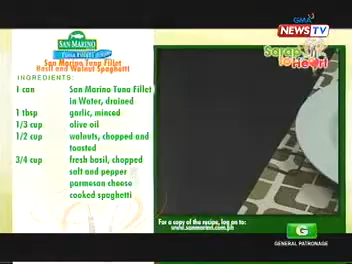 GMA
NEWS TV
Sarap to Heart
SAN MARINO
TUNA FILLET
San Marino Tuna Fillet
Basil and Walnut Spaghetti
INGREDIENTS:
1 can San Marino Tuna Fillet
in Water, drained
1 tbsp garlic, minced
1/3 cup olive oil
1/2 cup walnuts, chopped and
toasted
3/4 cup fresh basil, chopped
salt and pepper
parmesan cheese
cooked spaghetti
For a copy of the recipe, log on to:
www.sanmarino.com.ph
G
GENERAL PATRONAGE